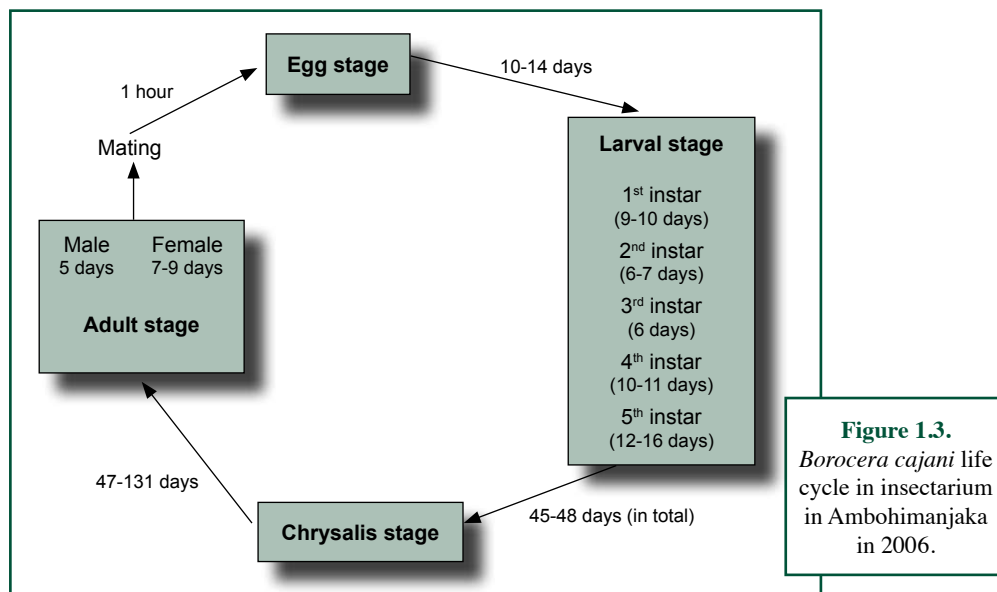 Egg stage
10-14 days
Larval stage
1st instar
(9-10 days)
2nd instar
(6-7 days)
3rd instar
(6 days)
4th instar
(10-11 days)
5th instar
(12-16 days)
45-48 days (in total)
Chrysalis stage
47-131 days
Male Female
5 days 7-9 days
Adult stage
Mating
1 hour
Figure 1.3.
Borocera cajani life
cycle in insectarium
in Ambohimanjaka
in 2006.